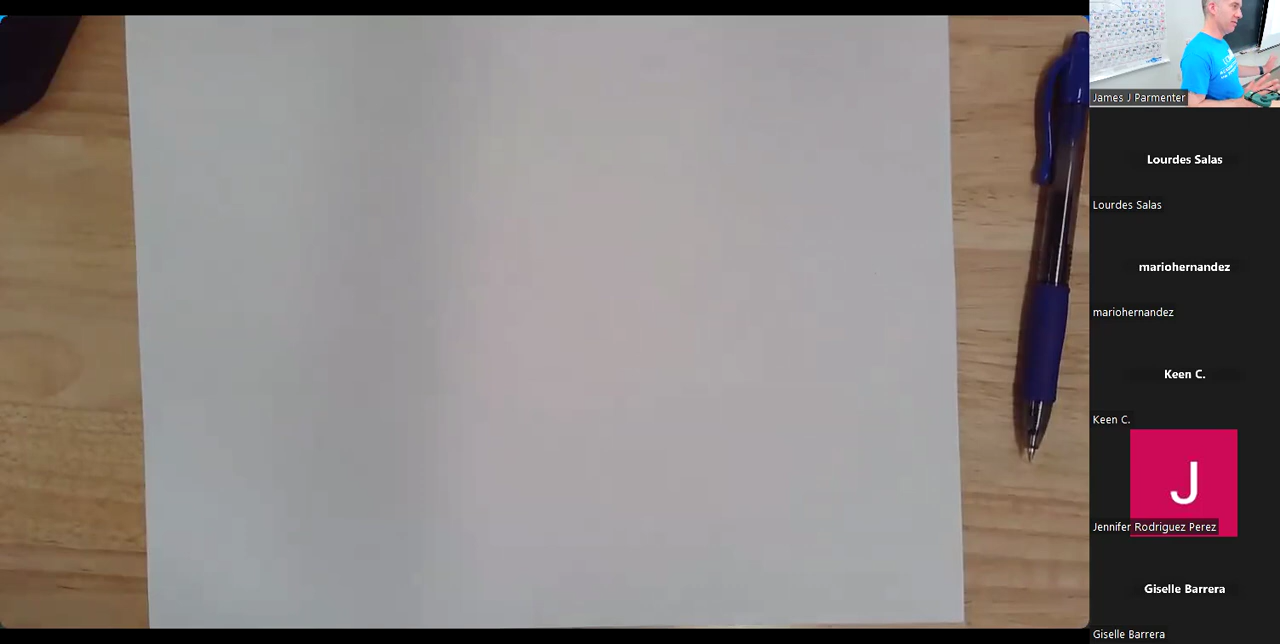 James J Parmenter
Lourdes Salas
Lourdes Salas
mariohernandez
mariohernandez
Keen C.
Keen C.
J
Jennifer Rodriguez Perez
Giselle Barrera
Giselle Barrera